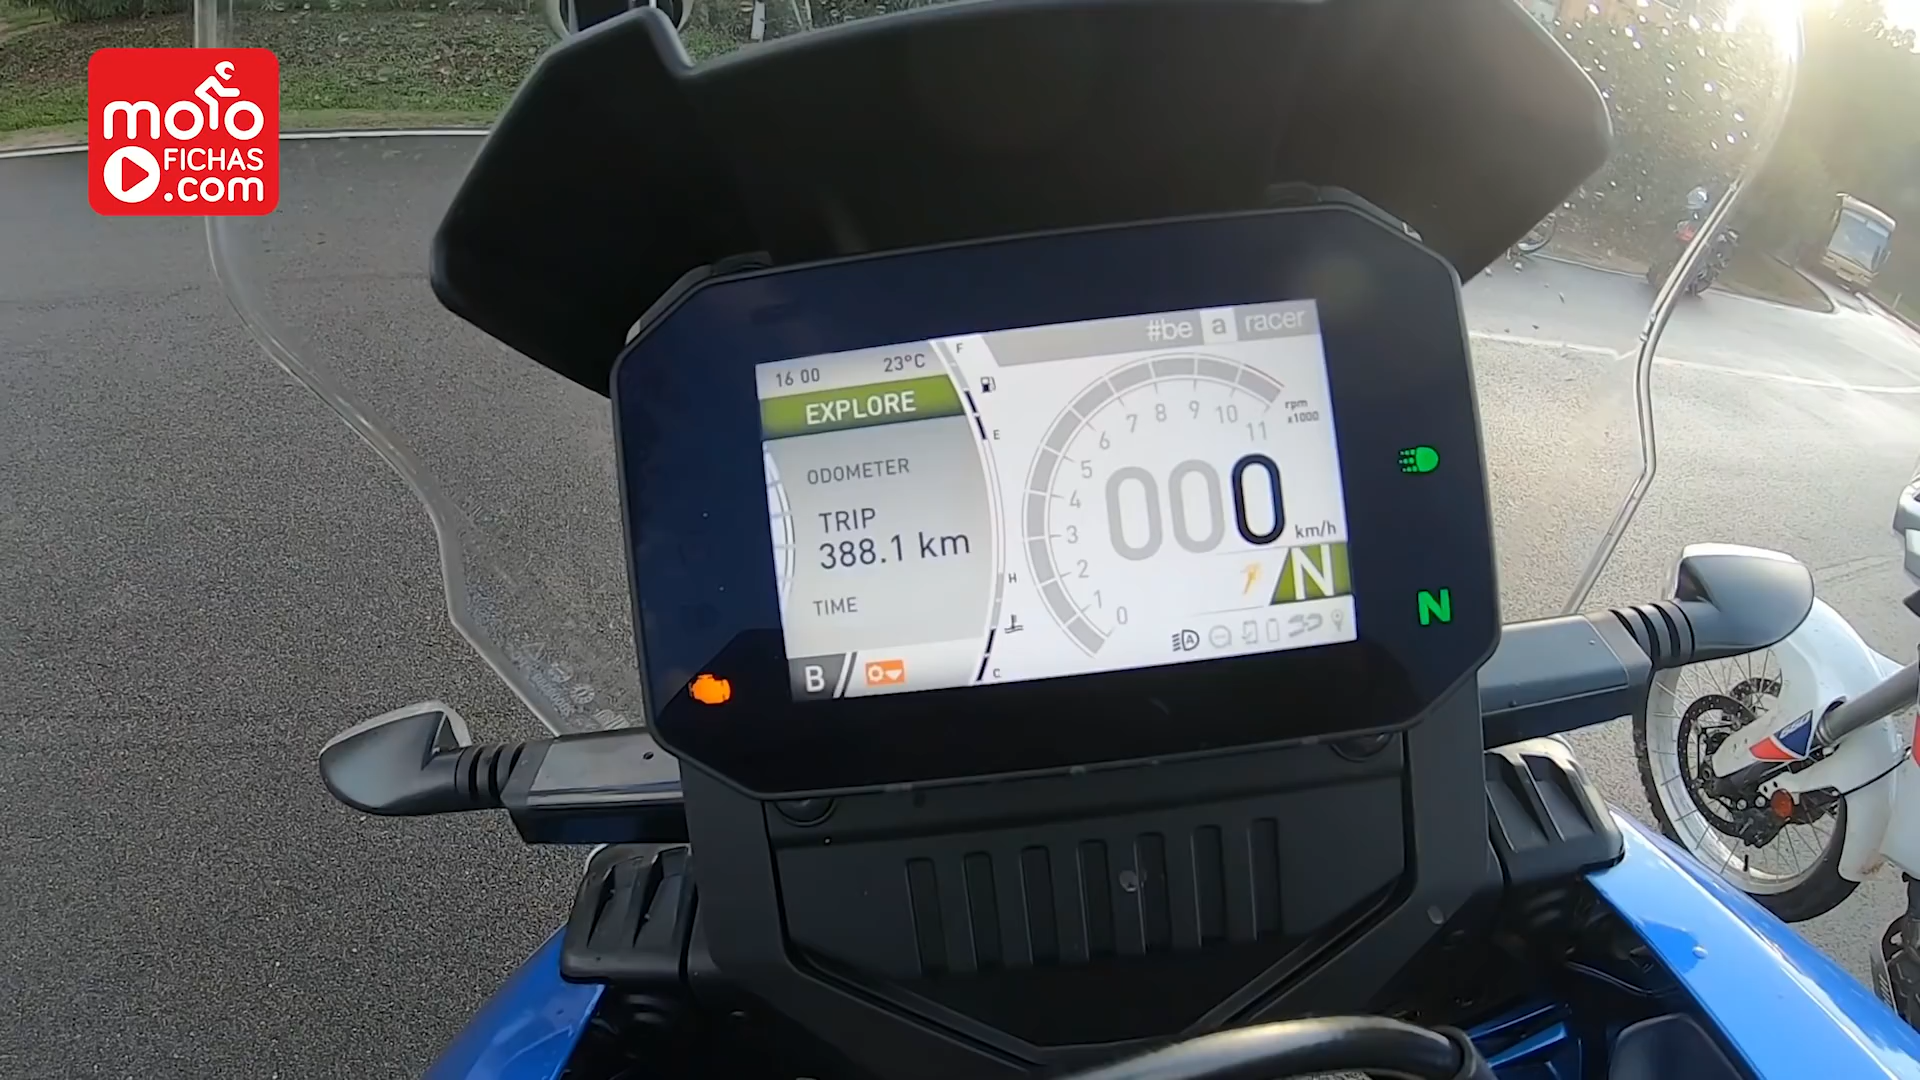 moto
FICHAS
.com
#be a racer
16 00
23°C
F
EXPLORE
E
ODOMETER
TRIP
388.1 km
TIME
H
C
B
rpm
x1000
0
1
2
3
4
5
6
7
8
9
10
11
000
km/h
N
A
N